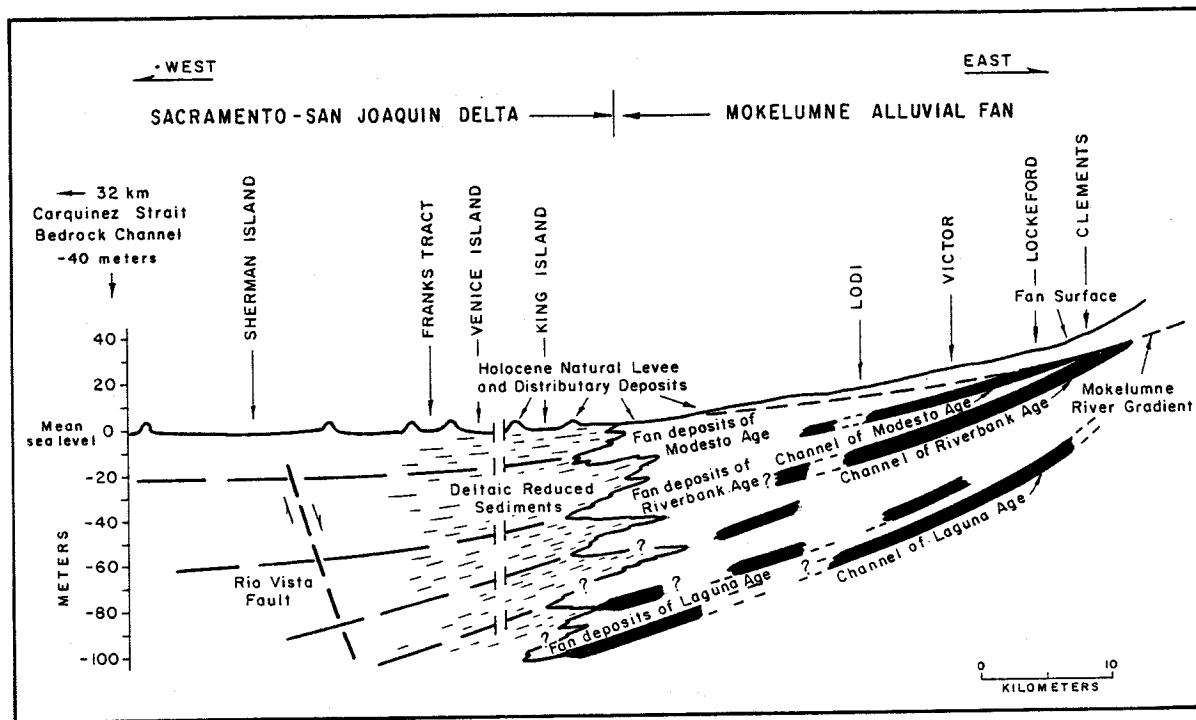 WEST
EAST
SACRAMENTO-SAN JOAQUIN DELTA
MOKELUMNE ALLUVIAL FAN
32 km
Carquinez Strait
Bedrock Channel
-40 meters
SHERMAN ISLAND
FRANKS TRACT
VENICE ISLAND
KING ISLAND
LODI
VICTOR
LOCKEFORD
CLEMENTS
Fan Surface
40
20
Mean
sea level
0
-20
-40
-60
-80
-100
METERS
Holocene Natural Levee
and Distributary Deposits
Mokelumne
River Gradient
Fan deposits of
Modesto Age
Channel of Modesto Age
Channel of Riverbank Age
Fan deposits of
Riverbank Age ?
Deltaic Reduced
Sediments
Rio Vista
Fault
?
?
?
?
?
?
Fan deposits of Laguna Age
Channel of Laguna Age
0 10
KILOMETERS